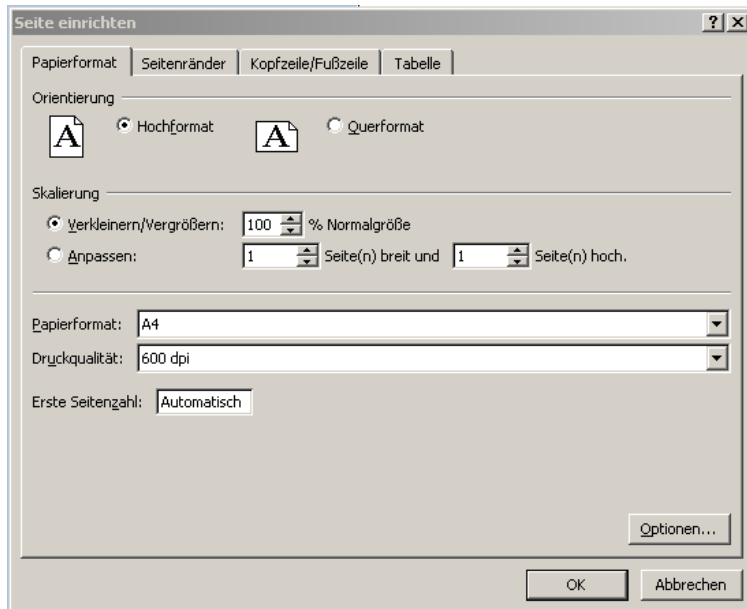 Seite einrichten
Papierformat Seitenränder Kopfzeile/Fußzeile Tabelle
Orientierung
A Hochformat A Querformat
Skalierung
Verkleinern/Vergrößern: 100 % Normalgröße
Anpassen: 1 Seite(n) breit und 1 Seite(n) hoch.
Papierformat: A4
Druckqualität: 600 dpi
Erste Seitenzahl: Automatisch
Optionen...
OK Abbrechen